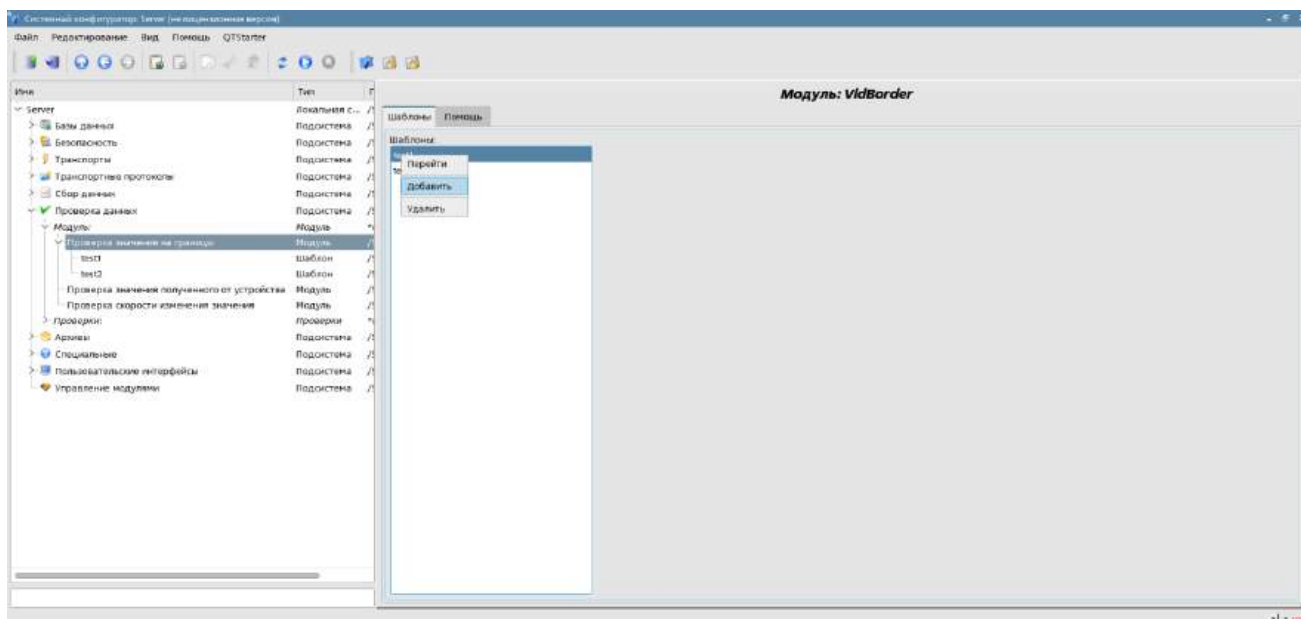 Системный конфигуратор: Server (не лицензионная версия)
Файл Редактирование Вид Помощь QTStarter
Имя Тип
Server Локальная с...
Базы данных Подсистема
Безопасность Подсистема
Транспорты Подсистема
Транспортные протоколы Подсистема
Сбор данных Подсистема
Проверка данных Подсистема
Модуль: Модуль
Проверка значения на границы Модуль
test1 Шаблон
test2 Шаблон
Проверка значения полученного от устройства Модуль
Проверка скорости изменения значения Модуль
Проверки: Проверки
Архивы Подсистема
Специальные Подсистема
Пользовательские интерфейсы Подсистема
Управление модулями Подсистема
Модуль: VldBorder
Шаблоны Помощь
Шаблоны:
Перейти
Добавить
Удалить